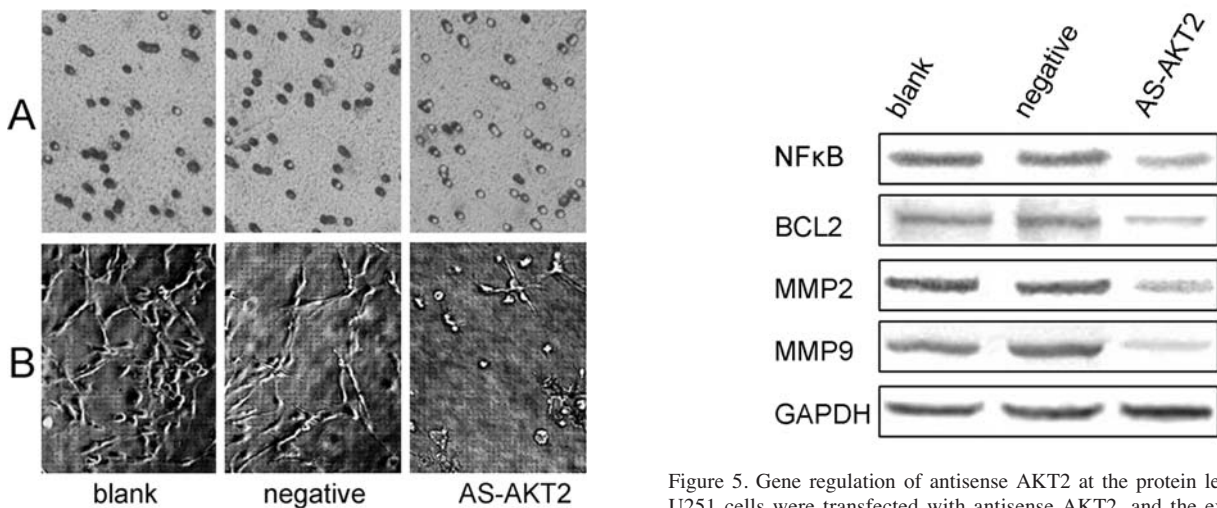 A
B
blank negative AS-AKT2
blank negative AS-AKT2
NFκB
BCL2
MMP2
MMP9
GAPDH
Figure 5. Gene regulation of antisense AKT2 at the protein le
U251 cells were transfected with antisense AKT2, and the ex